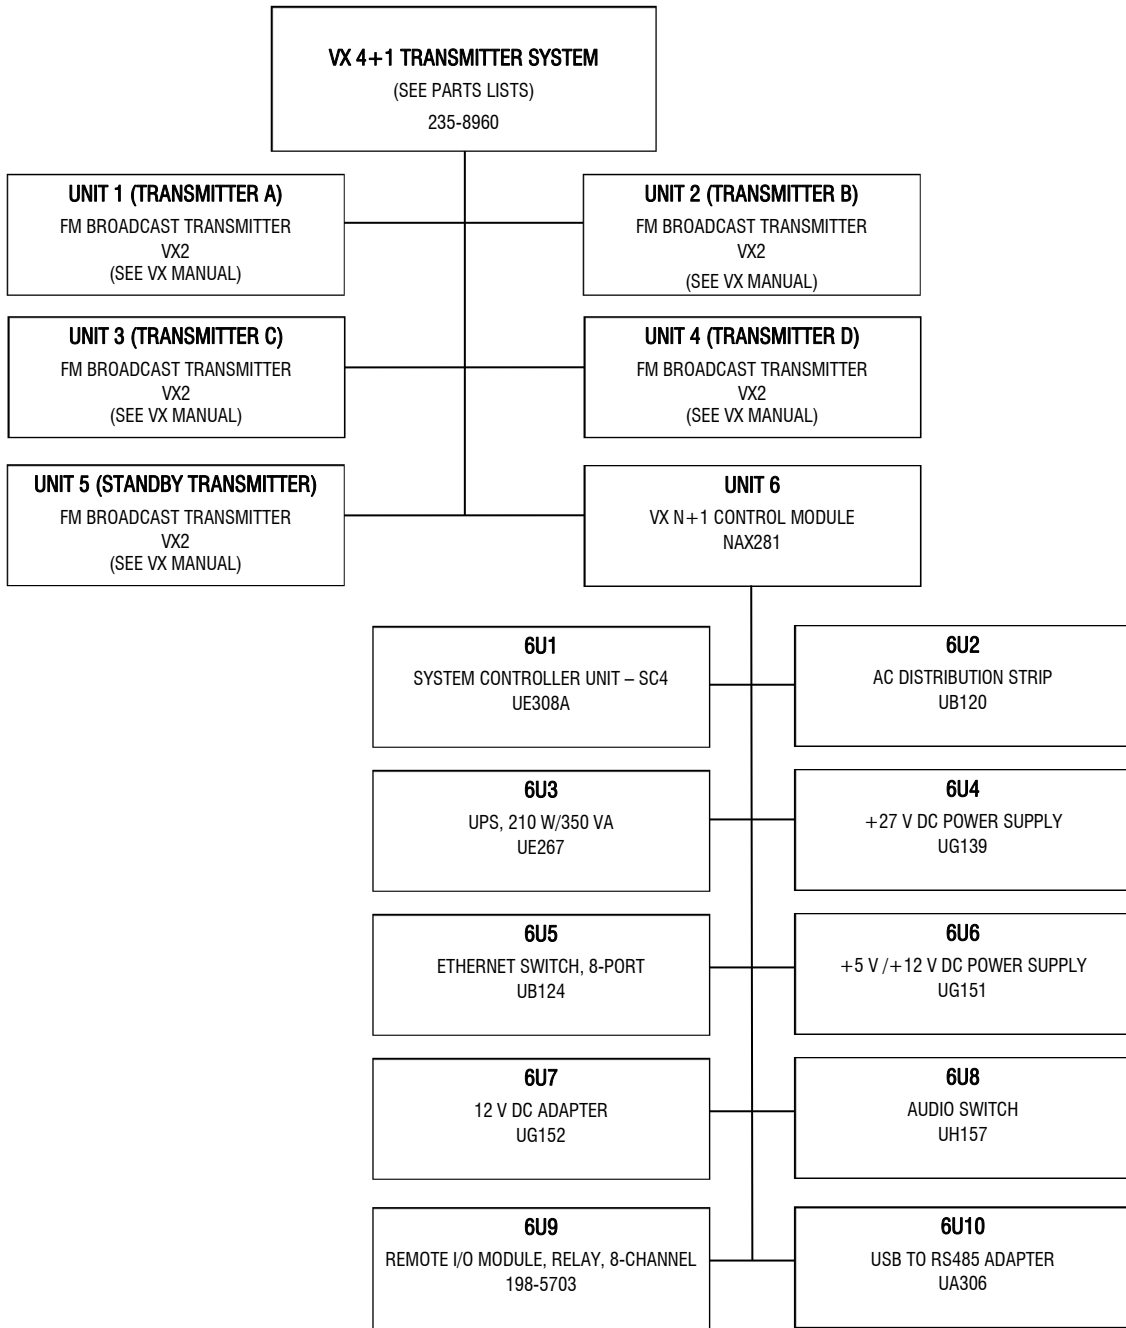 VX 4+1 TRANSMITTER SYSTEM
(SEE PARTS LISTS)
235-8960
UNIT 1 (TRANSMITTER A)
FM BROADCAST TRANSMITTER
VX2
(SEE VX MANUAL)
UNIT 2 (TRANSMITTER B)
FM BROADCAST TRANSMITTER
VX2
(SEE VX MANUAL)
UNIT 3 (TRANSMITTER C)
FM BROADCAST TRANSMITTER
VX2
(SEE VX MANUAL)
UNIT 4 (TRANSMITTER D)
FM BROADCAST TRANSMITTER
VX2
(SEE VX MANUAL)
UNIT 5 (STANDBY TRANSMITTER)
FM BROADCAST TRANSMITTER
VX2
(SEE VX MANUAL)
UNIT 6
VX N+1 CONTROL MODULE
NAX281
6U1
SYSTEM CONTROLLER UNIT – SC4
UE308A
6U2
AC DISTRIBUTION STRIP
UB120
6U3
UPS, 210 W/350 VA
UE267
6U4
+27 V DC POWER SUPPLY
UG139
6U5
ETHERNET SWITCH, 8-PORT
UB124
6U6
+5 V /+12 V DC POWER SUPPLY
UG151
6U7
12 V DC ADAPTER
UG152
6U8
AUDIO SWITCH
UH157
6U9
REMOTE I/O MODULE, RELAY, 8-CHANNEL
198-5703
6U10
USB TO RS485 ADAPTER
UA306